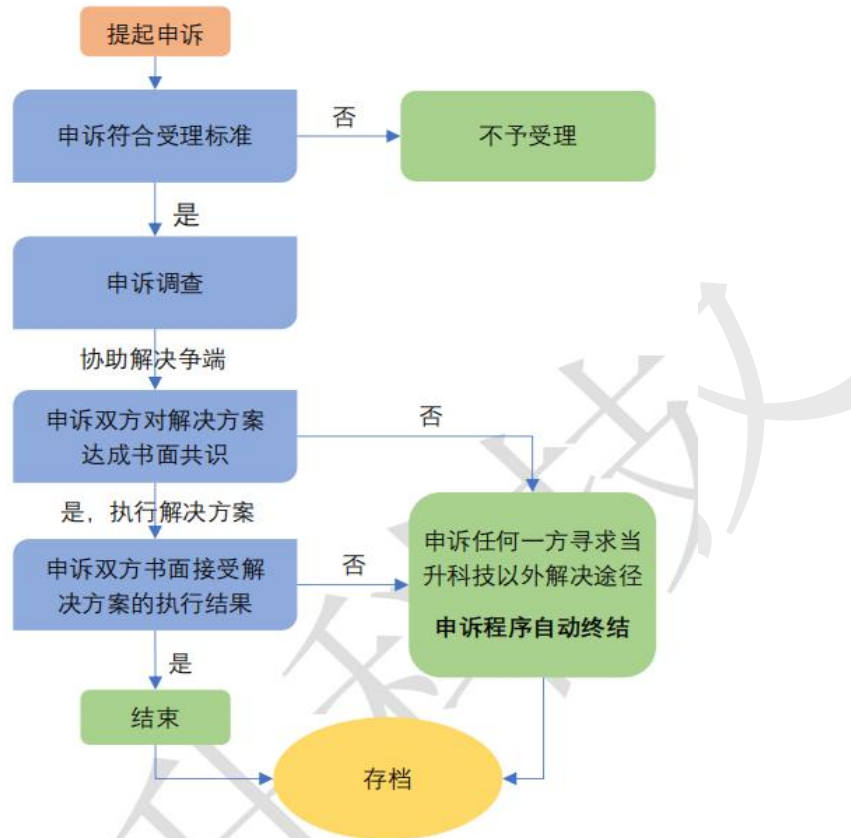 提起申诉
申诉符合受理标准
否
不予受理
是
申诉调查
协助解决争端
申诉双方对解决方案
达成书面共识
否
是，执行解决方案
申诉双方书面接受解
决方案的执行结果
否
申诉任何一方寻求当
升科技以外解决途径
申诉程序自动终结
是
结束
存档
升科技